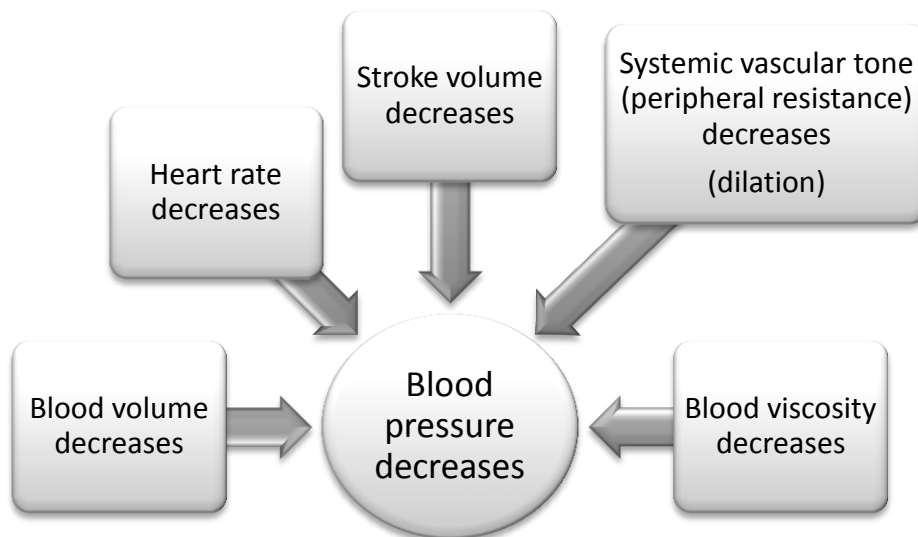 Stroke volume
decreases
Systemic vascular tone
(peripheral resistance)
decreases
(dilation)
Heart rate
decreases
Blood volume
decreases
Blood
pressure
decreases
Blood viscosity
decreases